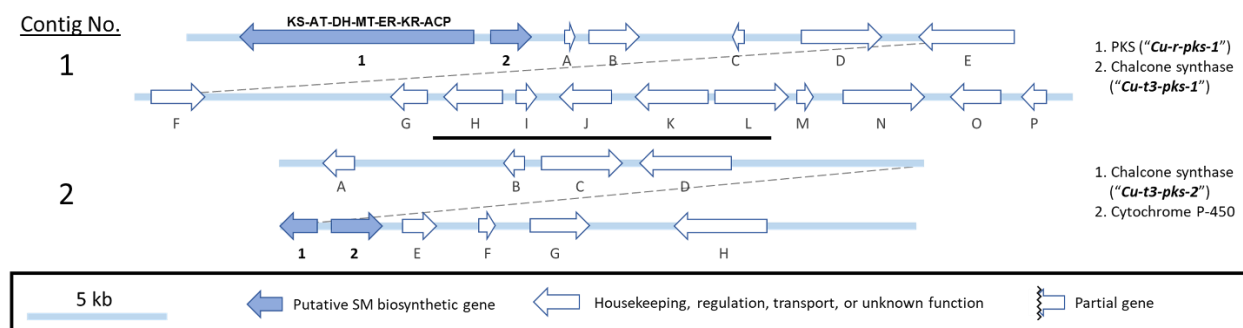 Contig No.
KS-AT-DH-MT-ER-KR-ACP
1
1 2 A B C D E
1. PKS ("Cu-r-pks-1")
2. Chalcone synthase
("Cu-t3-pks-1")
F G H I J K L M N O P
2
A B C D
1. Chalcone synthase
("Cu-t3-pks-2")
2. Cytochrome P-450
1 2 E F G H
5 kb
Putative SM biosynthetic gene
Housekeeping, regulation, transport, or unknown function
Partial gene